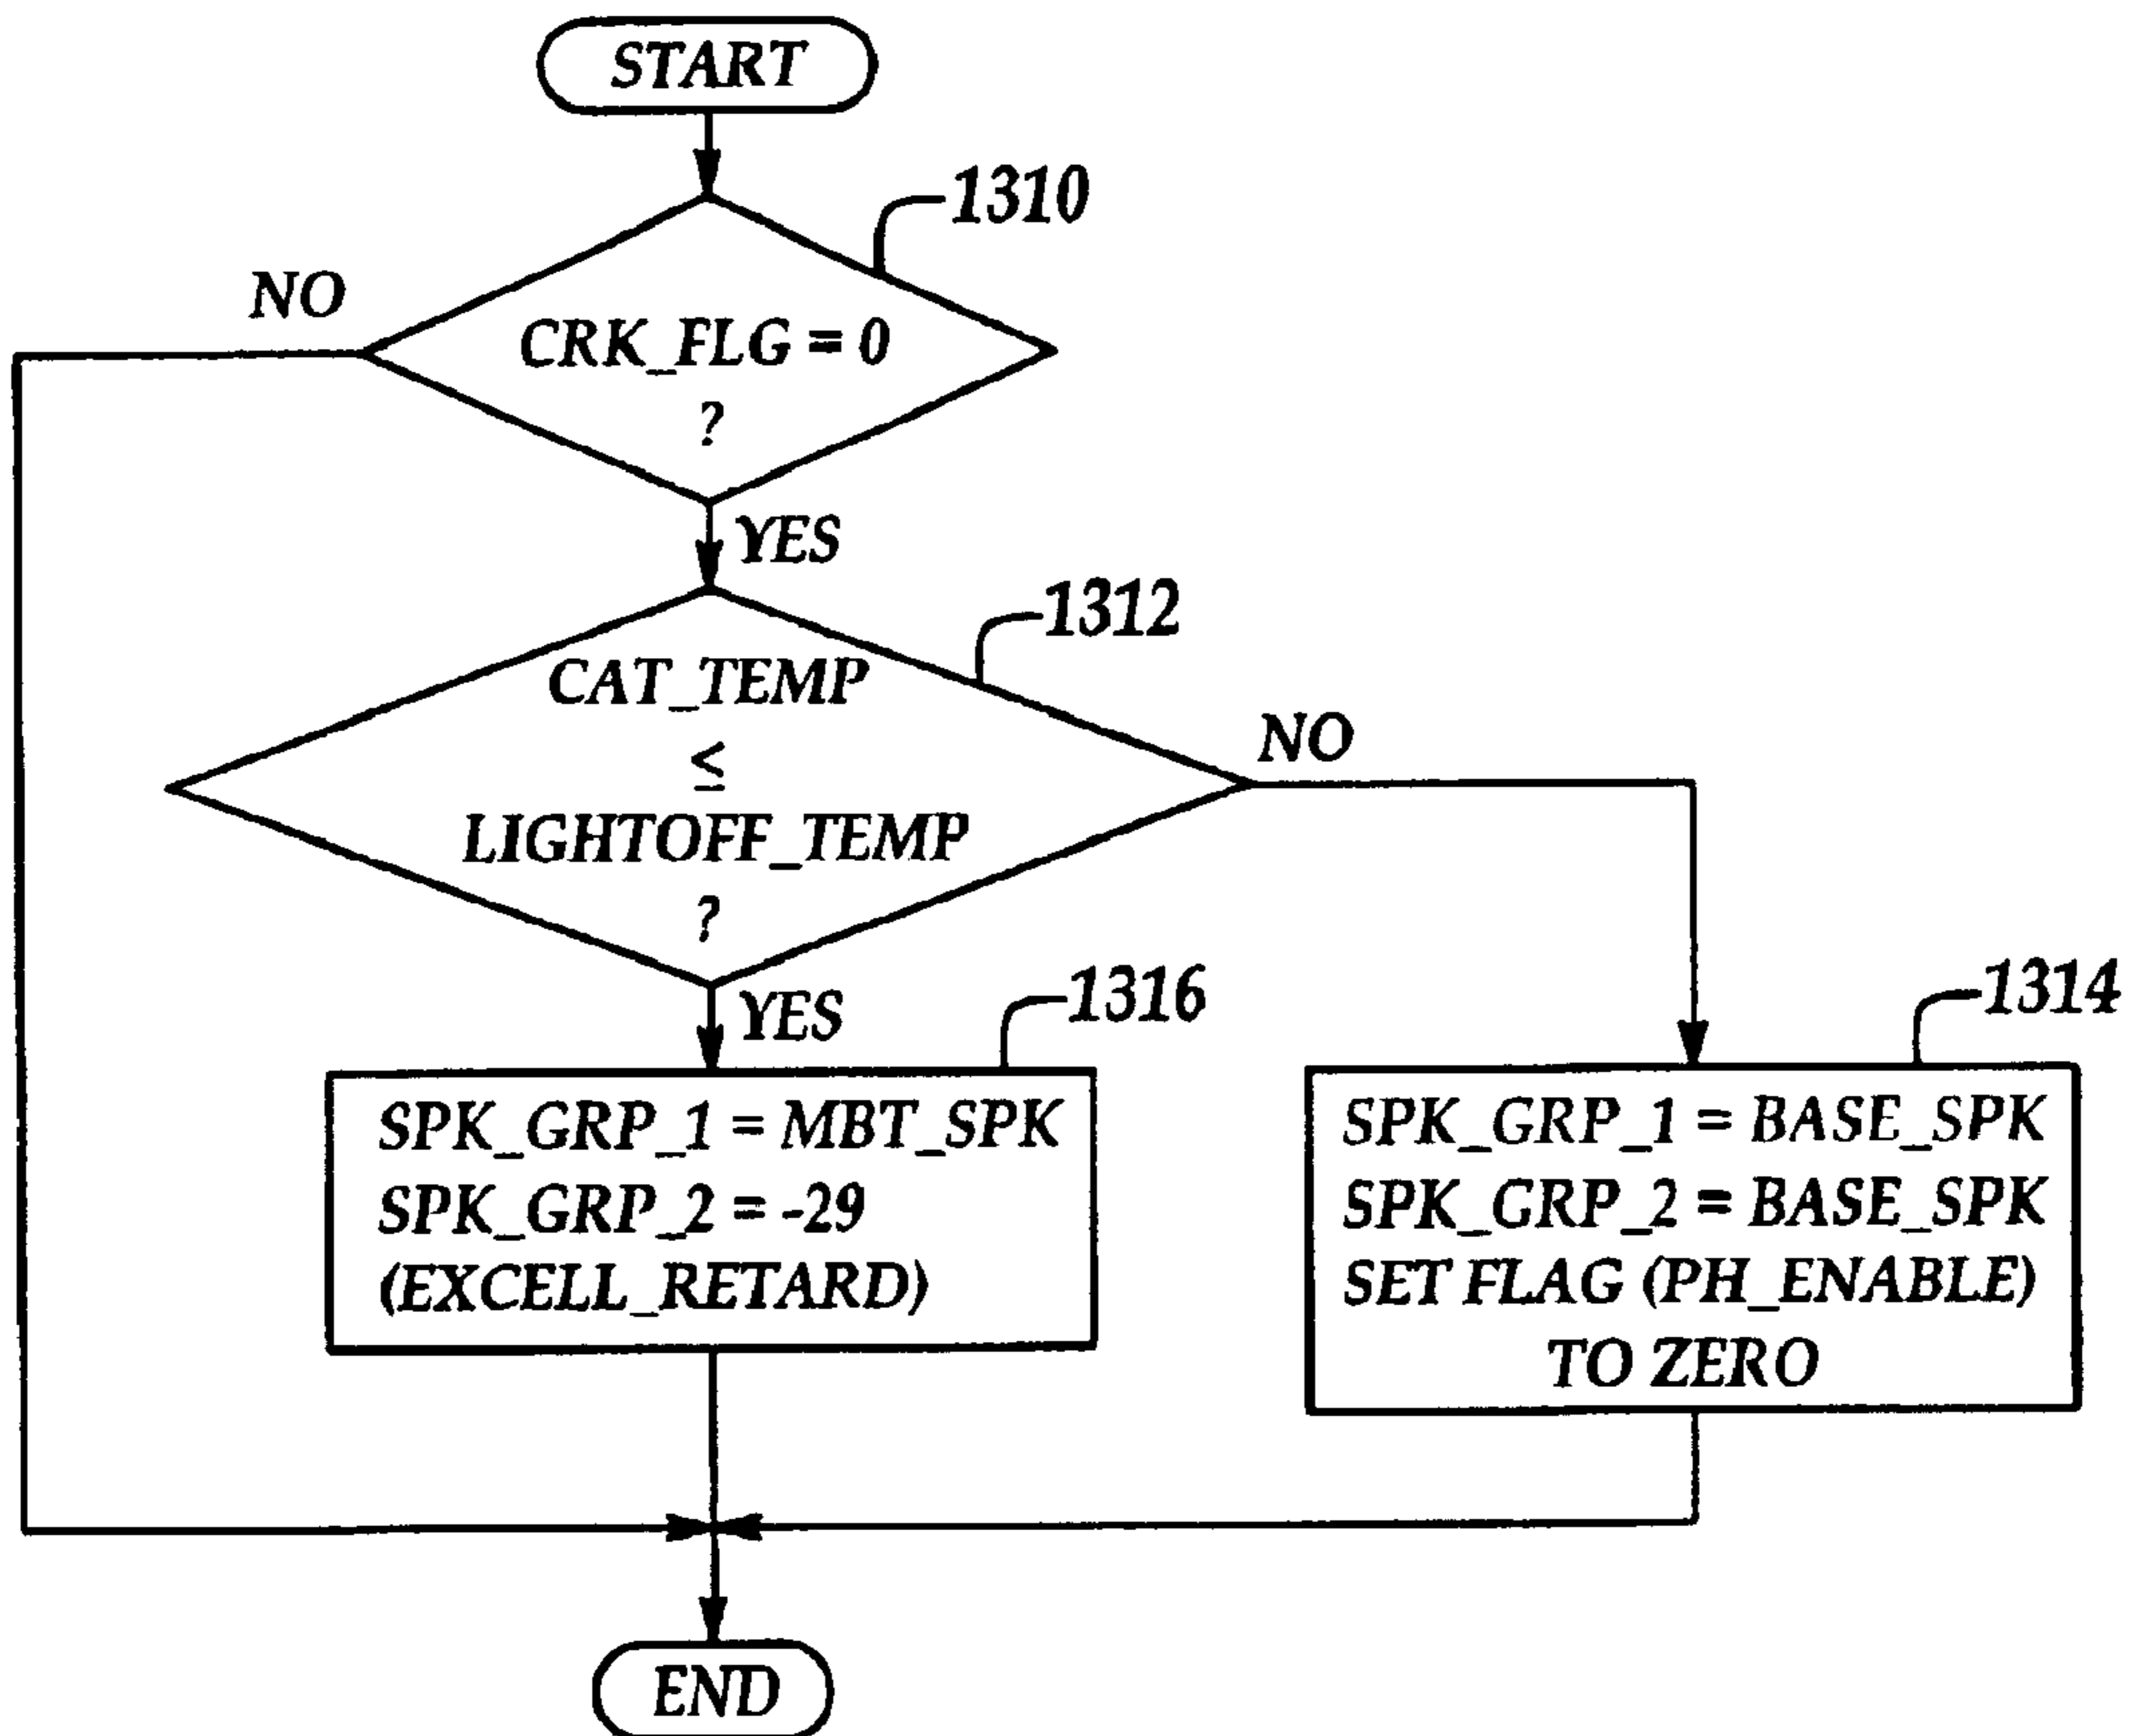 START
1310
NO
CRK_FLG = 0
?
YES
1312
CAT_TEMP
≤
LIGHTOFF_TEMP
?
NO
YES
1316
SPK_GRP_1 = MBT_SPK
SPK_GRP_2 = -29
(EXCELL_RETARD)
1314
SPK_GRP_1 = BASE_SPK
SPK_GRP_2 = BASE_SPK
SET FLAG (PH_ENABLE)
TO ZERO
END